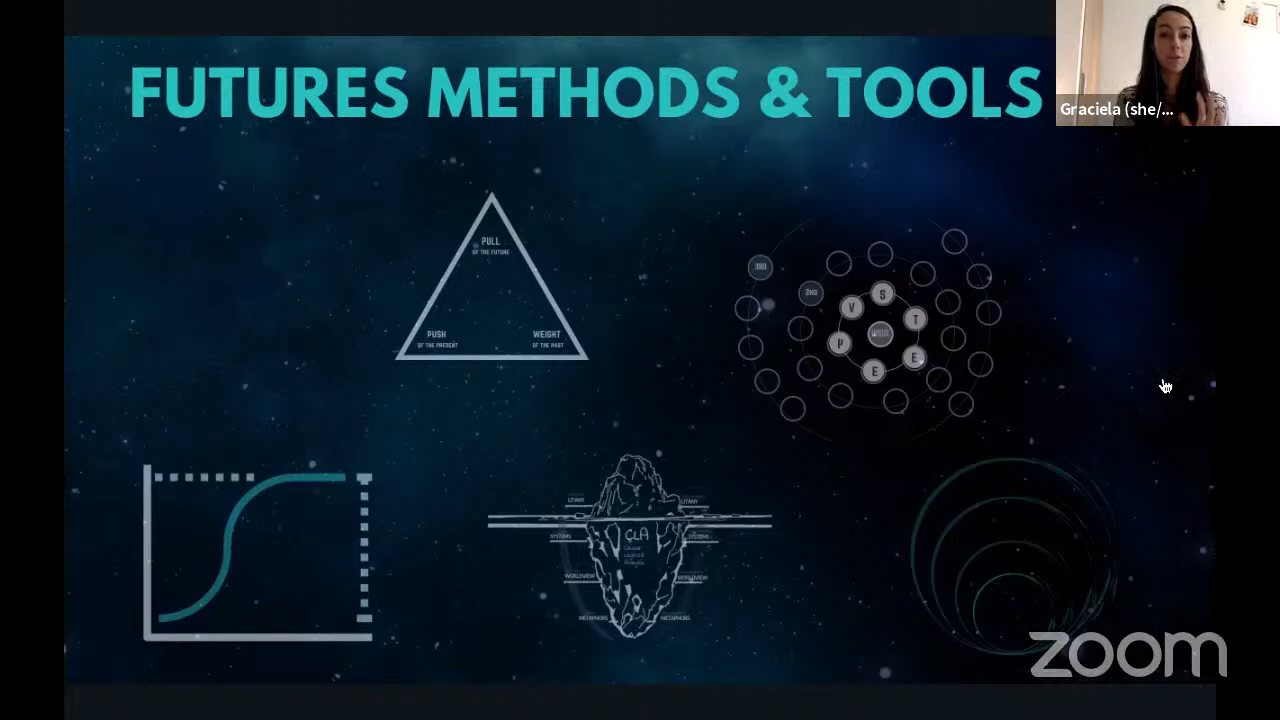 FUTURES METHODS & TOOLS
Graciela (she/...
PULL
OF THE FUTURE
PUSH
OF THE PRESENT
WEIGHT
OF THE PAST
3RD
2ND
S
V
T
P
E
E
LITANY
LITANY
CLA
SYSTEMS
SYSTEMS
WORLDVIEW
WORLDVIEW
METAPHORS
METAPHORS
zoom